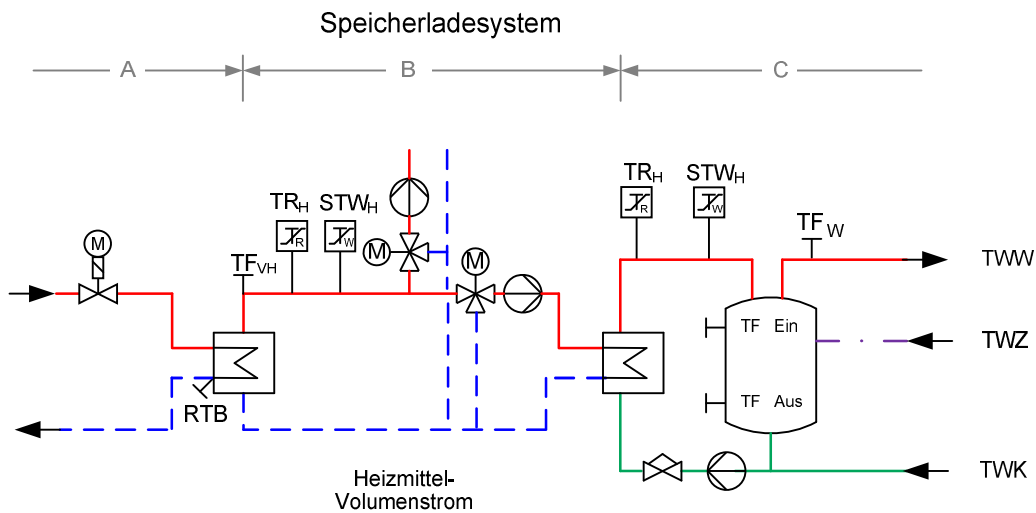 Speicherladesystem
A
B
C
TRH
STWH
TRH
STWH
TFW
R
W
R
W
M
M
M
TFVH
TWW
TF Ein
TWZ
RTB
TF Aus
TWK
Heizmittel-
Volumenstrom